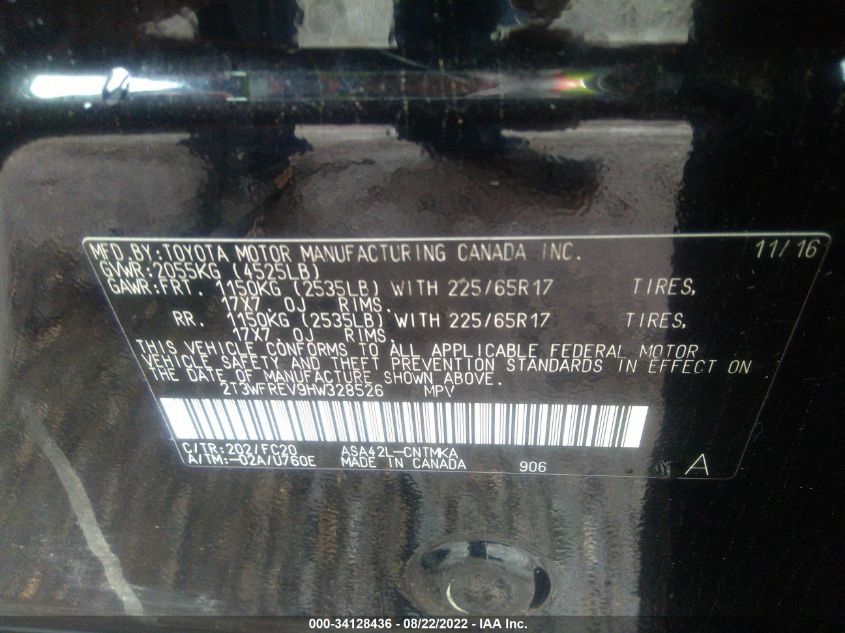 MFD.BY:TOYOTA MOTOR MANUFACTURING CANADA INC. 11/16
GVWR:2055KG (4525LB)
GAWR:FRT. 1150KG (2535LB) WITH 225/65R17 TIRES,
17X7 0J RIMS.
RR. 1150KG (2535LB) WITH 225/65R17 TIRES,
17X7 0J RIMS.
THIS VEHICLE CONFORMS TO ALL APPLICABLE FEDERAL MOTOR
VEHICLE SAFETY AND THEFT PREVENTION STANDARDS IN EFFECT ON
THE DATE OF MANUFACTURE SHOWN ABOVE.
2T3WFREV9HW328526 MPV
C/TR:202/FC20 ASA42L-CNTMKA
A/TM:-02A/U760E MADE IN CANADA 906 A
000-34128436 - 08/22/2022 - IAA Inc.